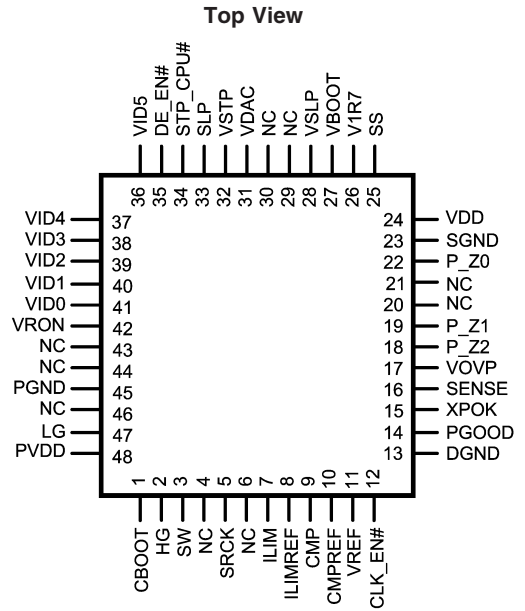 Top View
VID5
DE_EN#
STP_CPU#
SLP
VSTP
VDAC
NC
NC
VSLP
VBOOT
V1R7
SS
36
35
34
33
32
31
30
29
28
27
26
25
VID4 37
VID3 38
VID2 39
VID1 40
VID0 41
VRON 42
NC 43
NC 44
PGND 45
NC 46
LG 47
PVDD 48
24 VDD
23 SGND
22 P_Z0
21 NC
20 NC
19 P_Z1
18 P_Z2
17 VOVP
16 SENSE
15 XPOK
14 PGOOD
13 DGND
1
2
3
4
5
6
7
8
9
10
11
12
CBOOT
HG
SW
NC
SRCK
NC
ILIM
ILIMREF
CMP
CMPREF
VREF
CLK_EN#